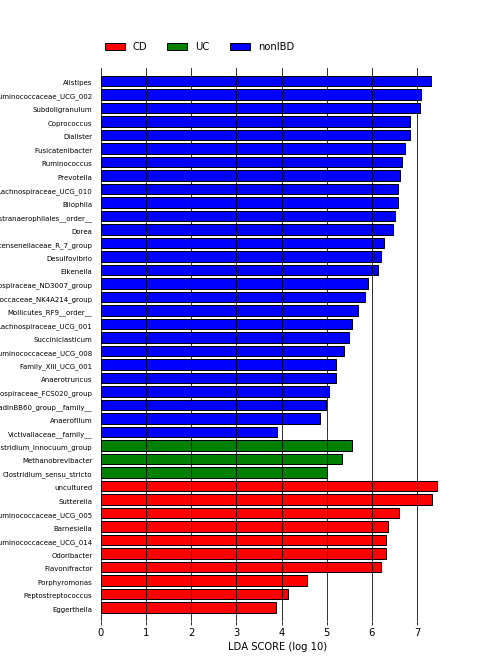 CD UC nonIBD
Alistipes
uminococcaceae_UCG_002
Subdoligranulum
Coprococcus
Dialister
Fusicatenibacter
Ruminococcus
Prevotella
Lachnospiraceae_UCG_010
Bilophila
stranaerophilales__order__
Dorea
tensenellaceae_R_7_group
Desulfovibrio
Eikenella
ospiraceae_ND3007_group
occaceae_NK4A214_group
Mollicutes_RF9__order__
Lachnospiraceae_UCG_001
Succiniclasticum
uminococcaceae_UCG_008
Family_XIII_UCG_001
Anaerotruncus
nospiraceae_FCS020_group
adinBB60_group__family__
Anaerofilum
Victivallaceae__family__
stridium_innocuum_group
Methanobrevibacter
Clostridium_sensu_stricto
uncultured
Sutterella
uminococcaceae_UCG_005
Barnesiella
uminococcaceae_UCG_014
Odoribacter
Flavonifractor
Porphyromonas
Peptostreptococcus
Eggerthella
0 1 2 3 4 5 6 7
LDA SCORE (log 10)